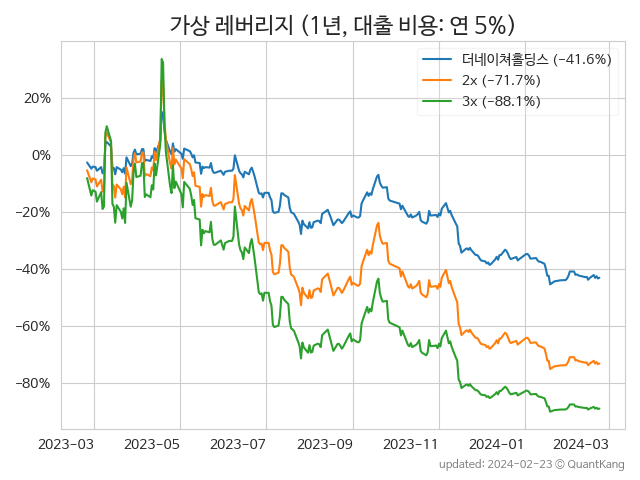 가상 레버리지 (1년, 대출 비용: 연 5%)
더네이쳐홀딩스 (−41.6%)
2x (−71.7%)
3x (−88.1%)
20%
0%
−20%
−40%
−60%
−80%
2023-03 2023-05 2023-07 2023-09 2023-11 2024-01 2024-03
updated: 2024-02-23 © QuantKang